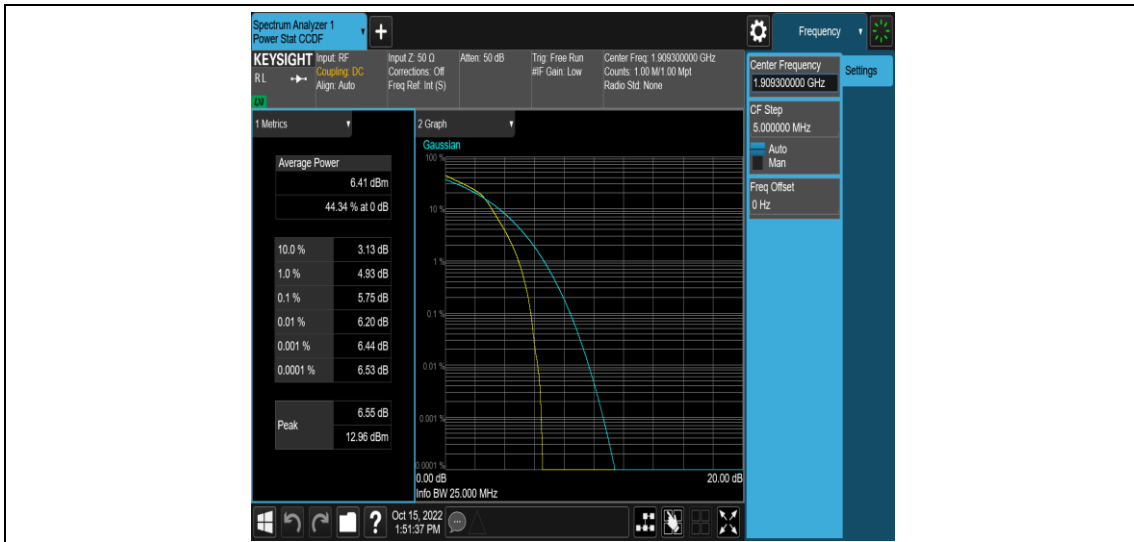 Spectrum Analyzer 1
Power Stat CCDF
+
Frequency
KEYSIGHT
RL
LXI
Input: RF
Coupling: DC
Align: Auto
Input Z: 50 Ω
Corrections: Off
Freq Ref: Int (S)
Atten: 50 dB
Trig: Free Run
#IF Gain: Low
Center Freq: 1.909300000 GHz
Counts: 1.00 M/1.00 Mpt
Radio Std: None
Center Frequency
1.909300000 GHz
Settings
CF Step
5.000000 MHz
Auto
Man
Freq Offset
0 Hz
1 Metrics
Average Power
6.41 dBm
44.34 % at 0 dB
10.0 % 3.13 dB
1.0 % 4.93 dB
0.1 % 5.75 dB
0.01 % 6.20 dB
0.001 % 6.44 dB
0.0001 % 6.53 dB
Peak
6.55 dB
12.96 dBm
2 Graph
Gaussian
100 %
10 %
1 %
0.1 %
0.01 %
0.001 %
0.0001 %
0.00 dB 20.00 dB
Info BW 25.000 MHz
?
Oct 15, 2022
1:51:37 PM